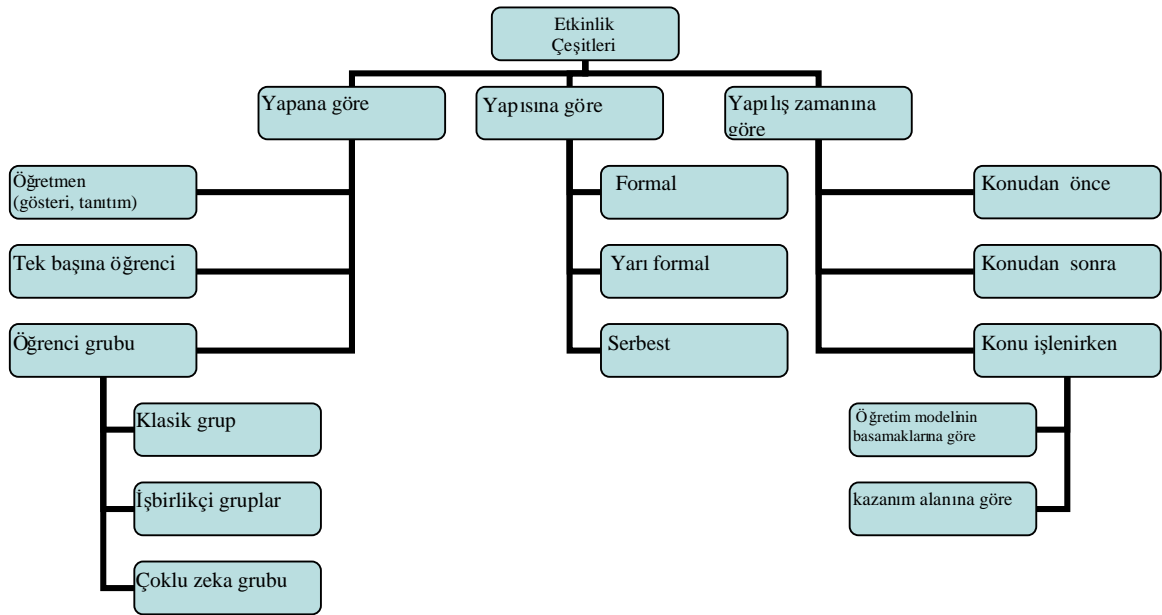 Etkinlik
Çeşitleri
Yapana göre
Yapısına göre
Yapılış zamanına
göre
Öğretmen
(gösteri, tanıtım)
Formal
Konudan önce
Tek başına öğrenci
Yarı formal
Konudan sonra
Öğrenci grubu
Serbest
Konu işlenirken
Klasik grup
Öğretim modelinin
basamaklarına göre
İşbirlikçi gruplar
kazanım alanına göre
Çoklu zeka grubu